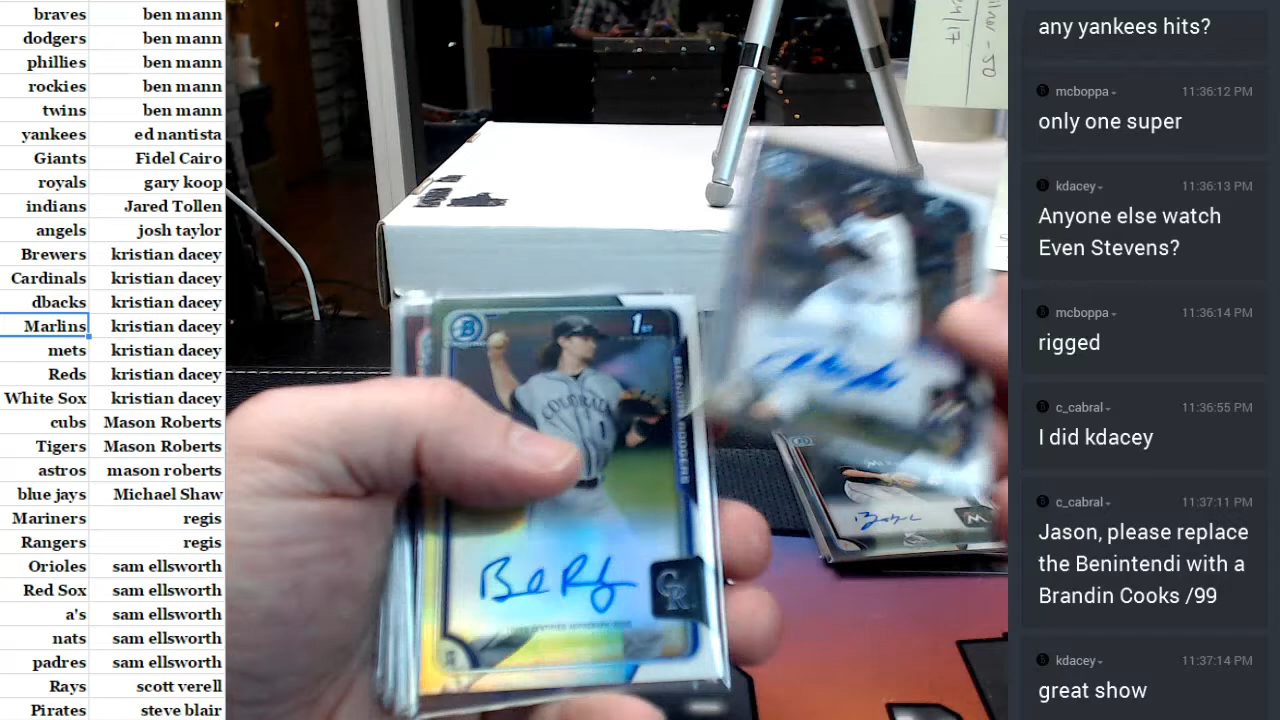 braves ben mann
dodgers ben mann
phillies ben mann
rockies ben mann
twins ben mann
yankees ed nantista
Giants Fidel Cairo
royals gary koop
indians Jared Tollen
angels josh taylor
Brewers kristian dacey
Cardinals kristian dacey
dbacks kristian dacey
Marlins kristian dacey
mets kristian dacey
Reds kristian dacey
White Sox kristian dacey
cubs Mason Roberts
Tigers Mason Roberts
astros mason roberts
blue jays Michael Shaw
Mariners regis
Rangers regis
Orioles sam ellsworth
Red Sox sam ellsworth
a's sam ellsworth
nats sam ellsworth
padres sam ellsworth
Rays scott verell
Pirates steve blair
B
1ST
COLORA
BRENDAN RODGERS
CR
any yankees hits?
mcboppa 11:36:12 PM
only one super
kdacey 11:36:13 PM
Anyone else watch
Even Stevens?
mcboppa 11:36:14 PM
rigged
c_cabral 11:36:55 PM
I did kdacey
c_cabral 11:37:11 PM
Jason, please replace
the Benintendi with a
Brandin Cooks /99
kdacey 11:37:14 PM
great show